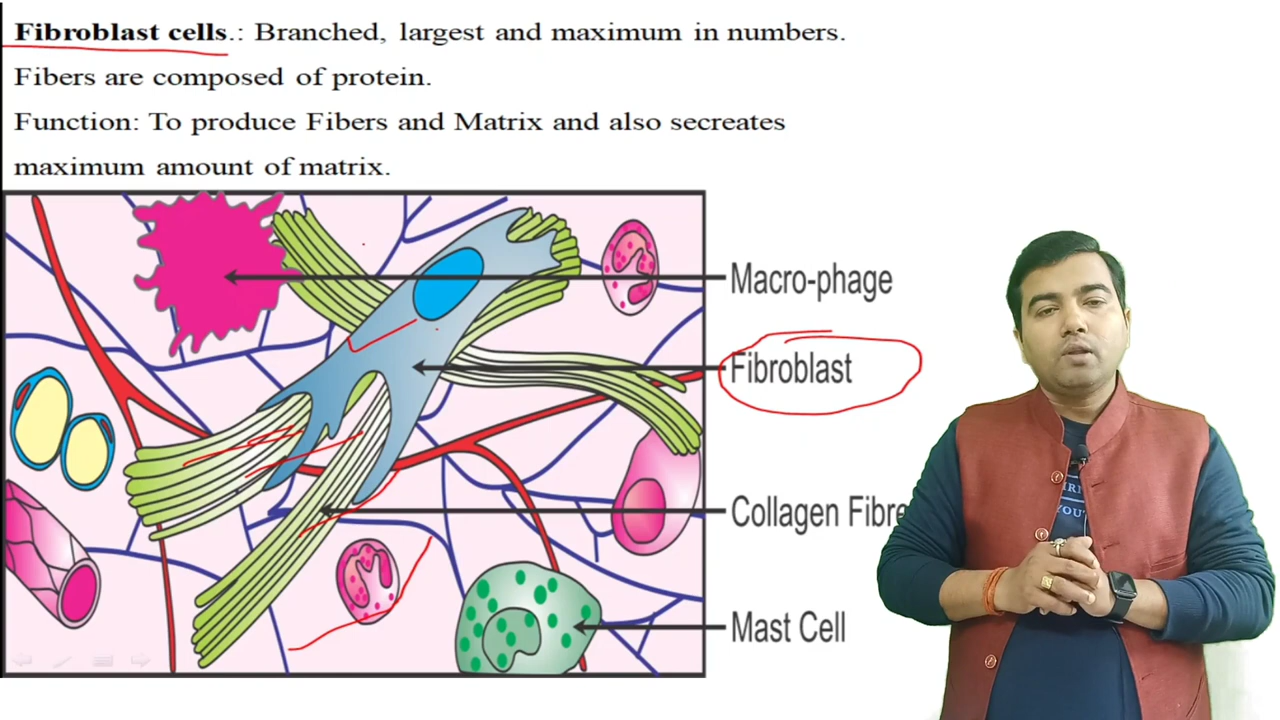 Fibroblast cells.: Branched, largest and maximum in numbers.
Fibers are composed of protein.
Function: To produce Fibers and Matrix and also secreates
maximum amount of matrix.
Macro-phage
Fibroblast
Collagen Fibre
Mast Cell
YOU